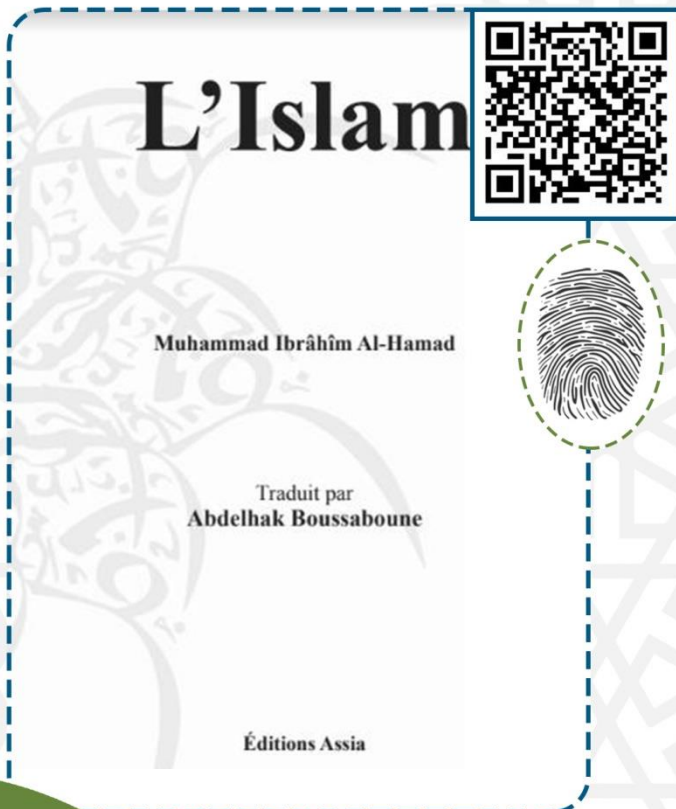 L’Islam
Muhammad Ibrâhîm Al-Hamad
Traduit par
Abdelhak Boussaboune
Éditions Assia